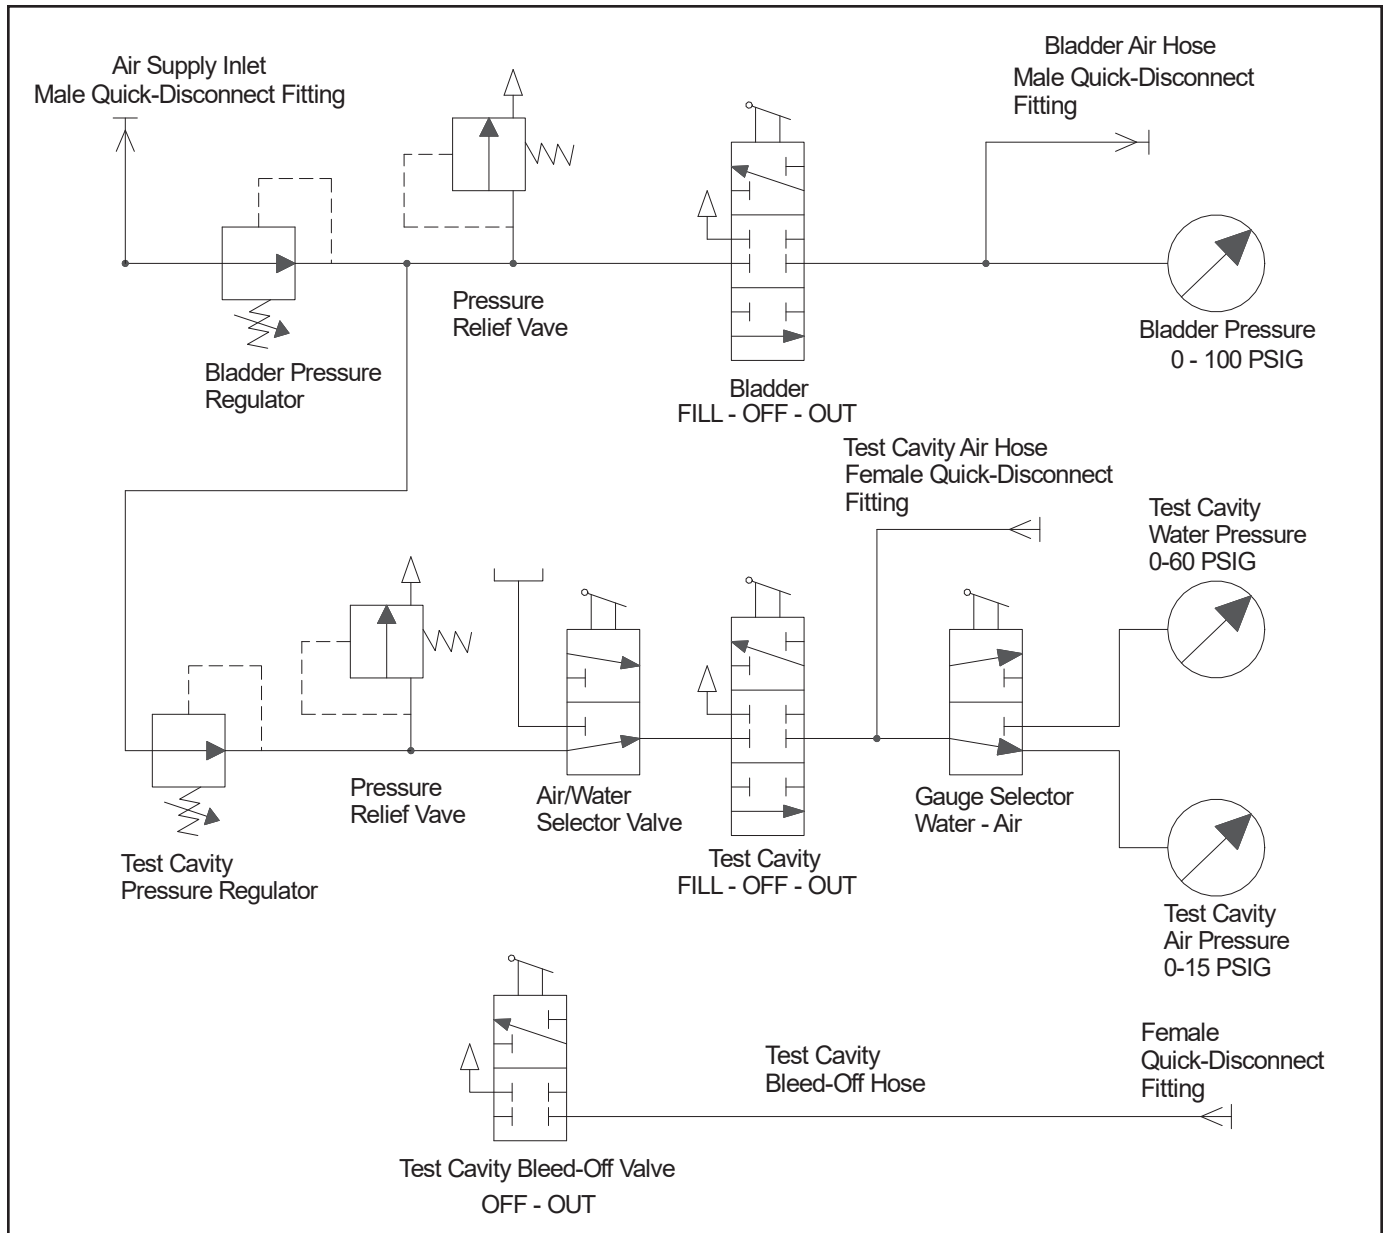 Air Supply Inlet
Male Quick-Disconnect Fitting
Bladder Air Hose
Male Quick-Disconnect
Fitting
Pressure
Relief Vave
Bladder Pressure
Regulator
Bladder
FILL - OFF - OUT
Bladder Pressure
0 - 100 PSIG
Test Cavity Air Hose
Female Quick-Disconnect
Fitting
Test Cavity
Water Pressure
0-60 PSIG
Pressure
Relief Vave
Air/Water
Selector Valve
Test Cavity
FILL - OFF - OUT
Gauge Selector
Water - Air
Test Cavity
Pressure Regulator
Test Cavity
Air Pressure
0-15 PSIG
Test Cavity
Bleed-Off Hose
Female
Quick-Disconnect
Fitting
Test Cavity Bleed-Off Valve
OFF - OUT